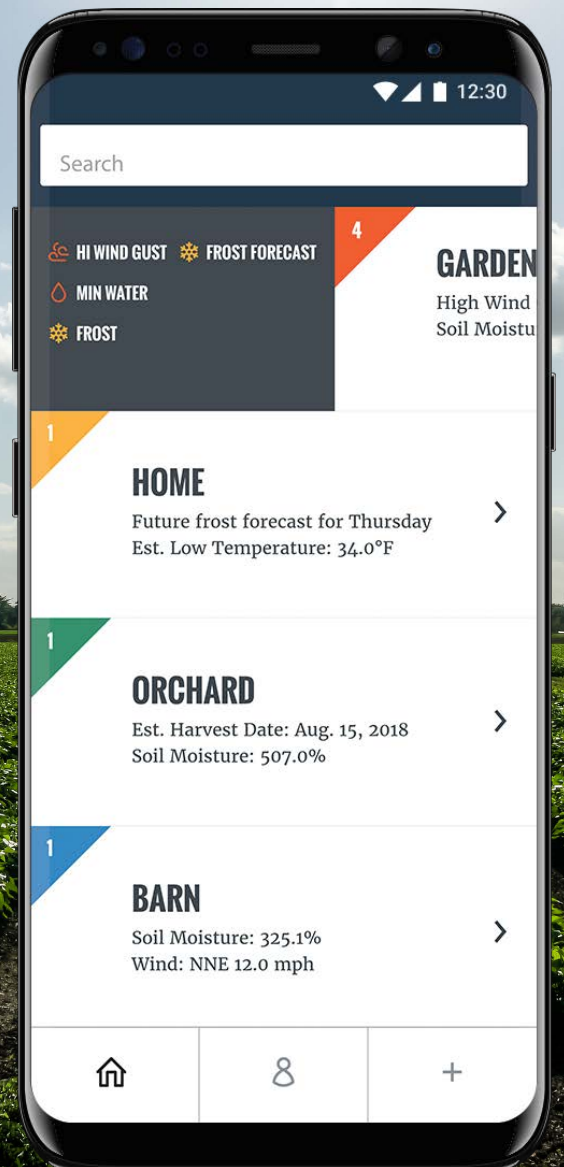 12:30
Search
HI WIND GUST FROST FORECAST
MIN WATER
FROST
4
GARDEN
High Wind
Soil Moistu
1
HOME
Future frost forecast for Thursday
Est. Low Temperature: 34.0°F
1
ORCHARD
Est. Harvest Date: Aug. 15, 2018
Soil Moisture: 507.0%
1
BARN
Soil Moisture: 325.1%
Wind: NNE 12.0 mph